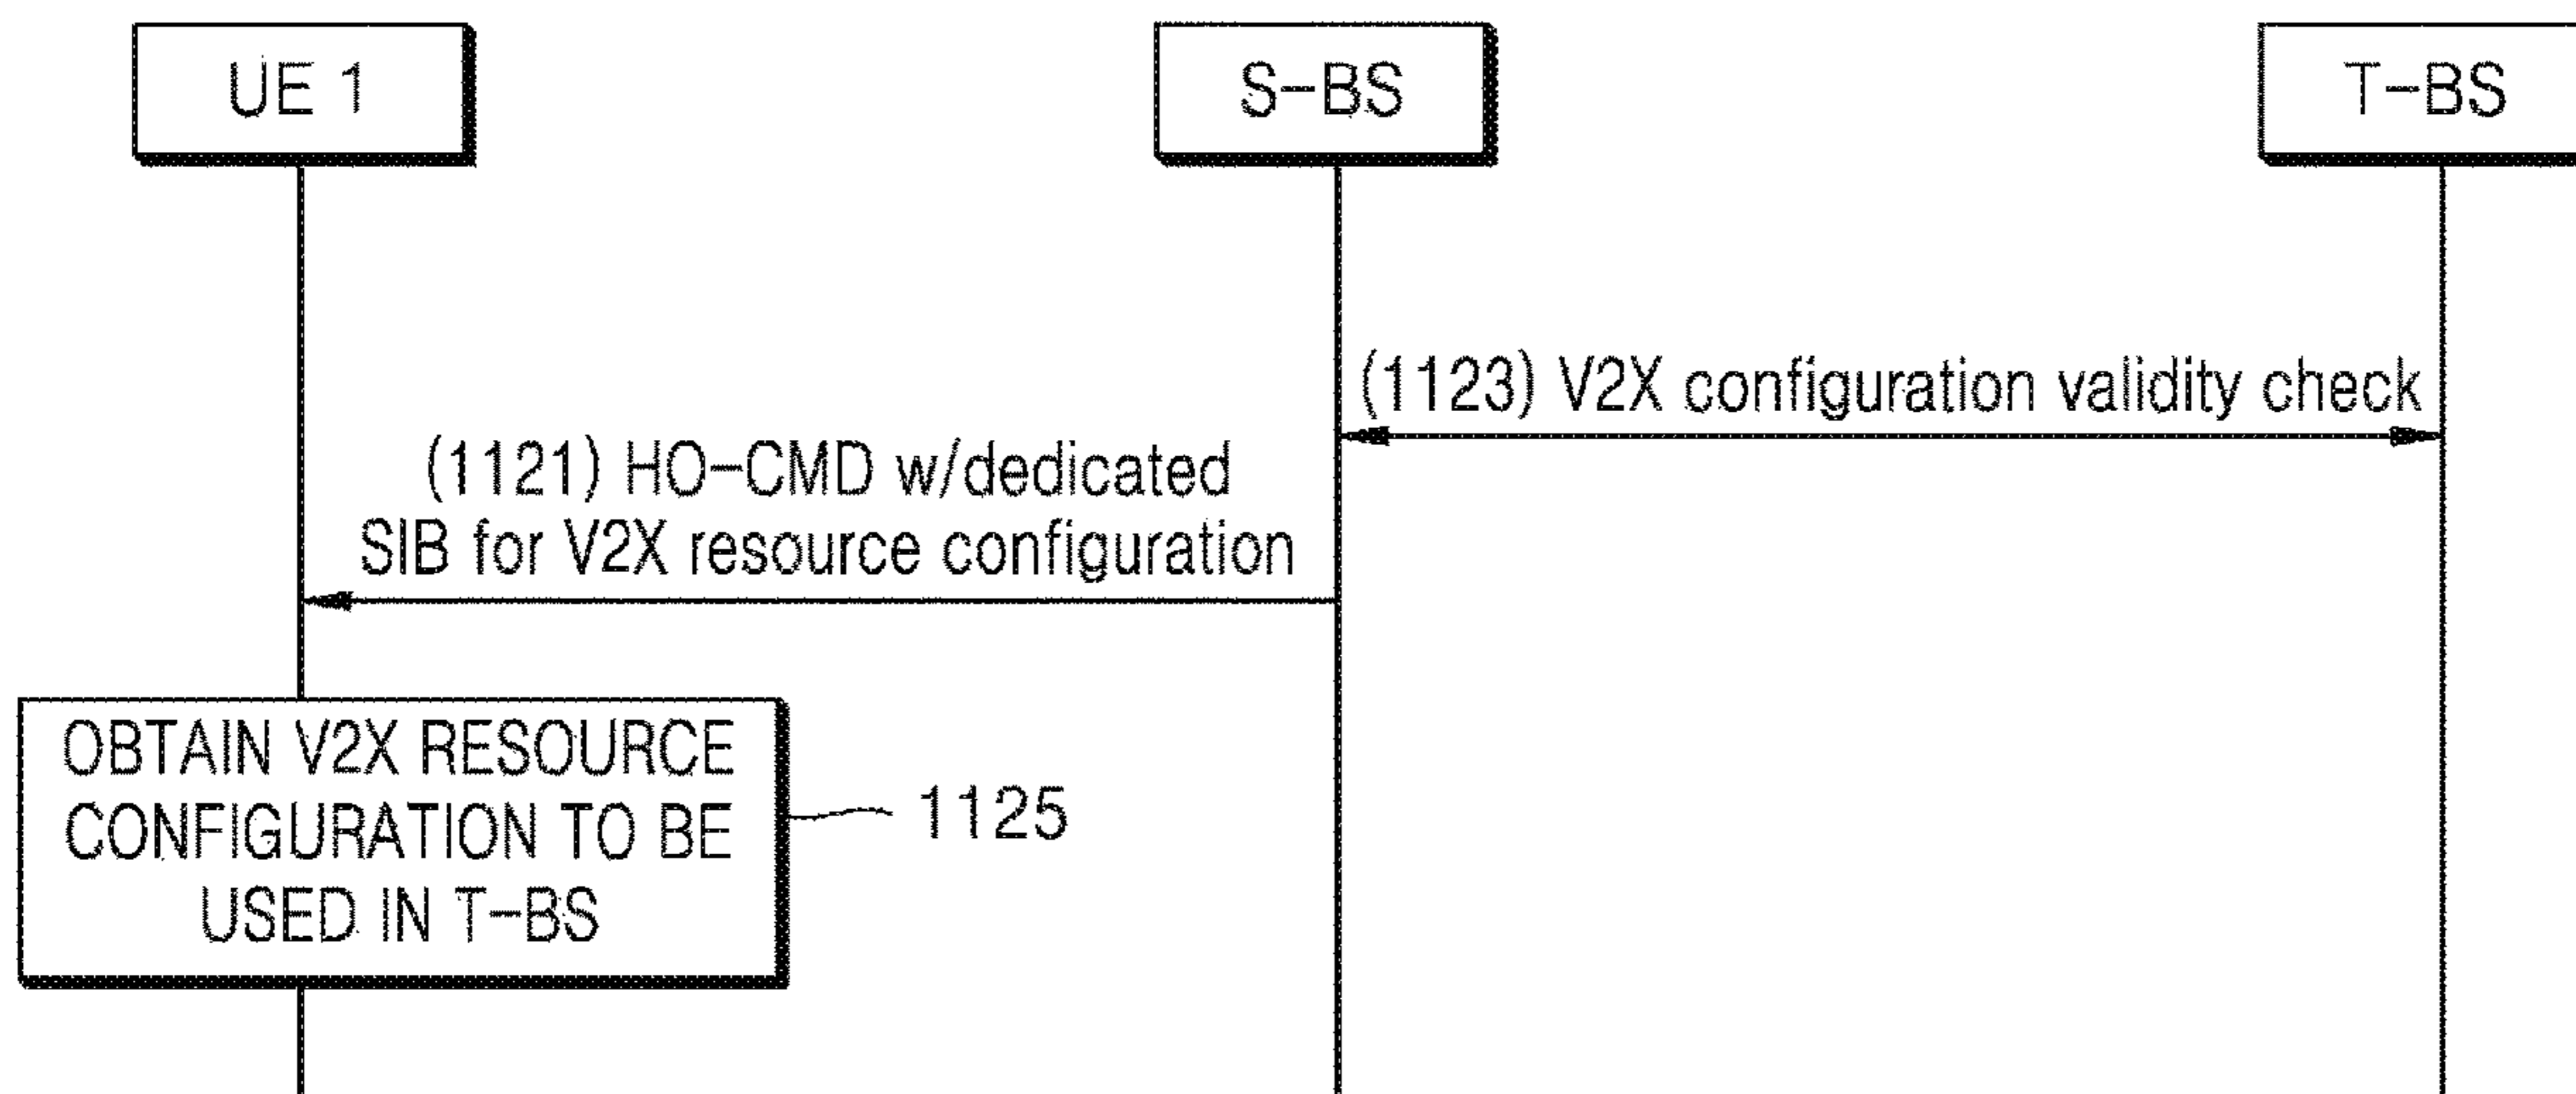 UE 1
S-BS
T-BS
(1123) V2X configuration validity check
(1121) HO-CMD w/dedicated
SIB for V2X resource configuration
OBTAIN V2X RESOURCE
CONFIGURATION TO BE
USED IN T-BS
1125